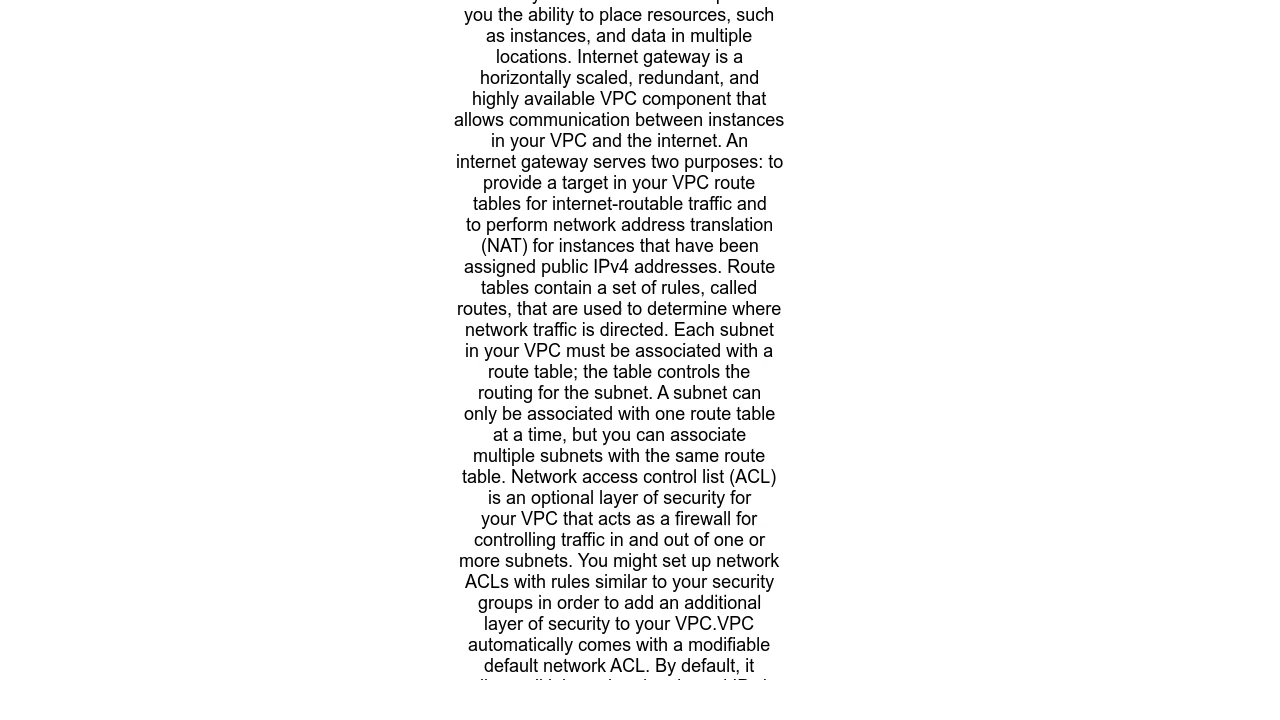 you the ability to place resources, such
as instances, and data in multiple
locations. Internet gateway is a
horizontally scaled, redundant, and
highly available VPC component that
allows communication between instances
in your VPC and the internet. An
internet gateway serves two purposes: to
provide a target in your VPC route
tables for internet-routable traffic and
to perform network address translation
(NAT) for instances that have been
assigned public IPv4 addresses. Route
tables contain a set of rules, called
routes, that are used to determine where
network traffic is directed. Each subnet
in your VPC must be associated with a
route table; the table controls the
routing for the subnet. A subnet can
only be associated with one route table
at a time, but you can associate
multiple subnets with the same route
table. Network access control list (ACL)
is an optional layer of security for
your VPC that acts as a firewall for
controlling traffic in and out of one or
more subnets. You might set up network
ACLs with rules similar to your security
groups in order to add an additional
layer of security to your VPC.VPC
automatically comes with a modifiable
default network ACL. By default, it